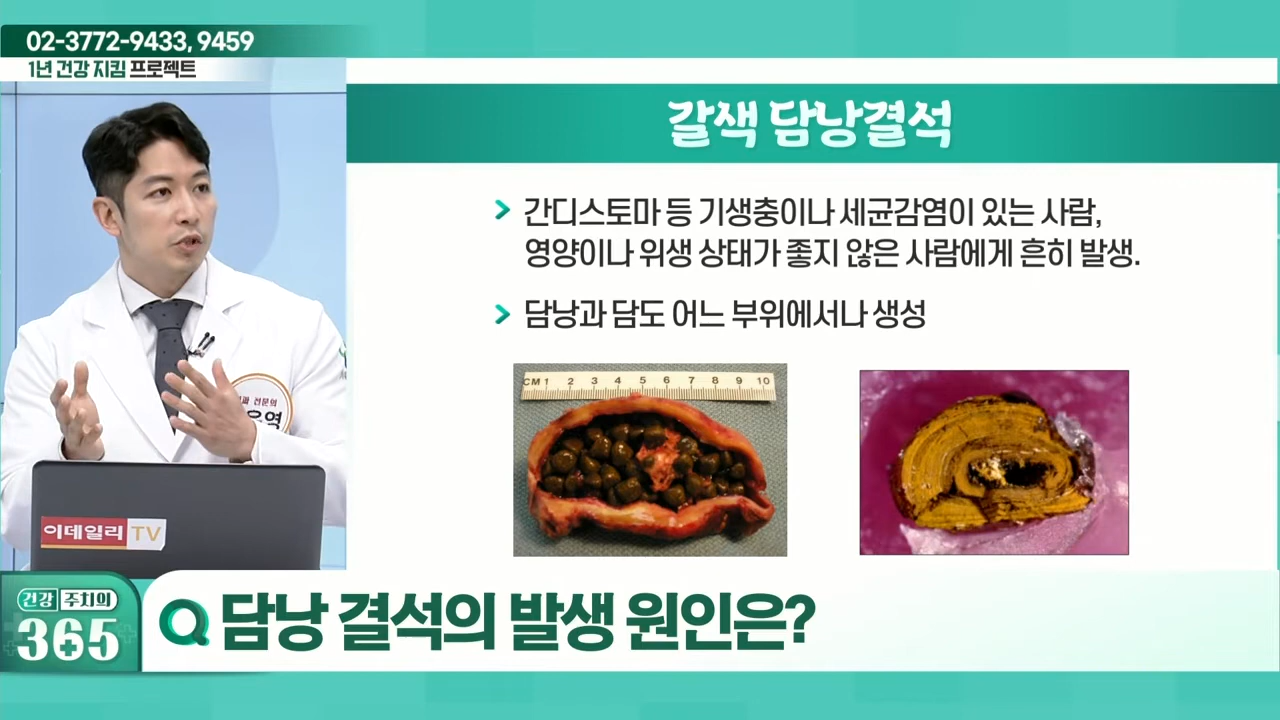 02-3772-9433, 9459
1년 건강 지킴 프로젝트
갈색 담낭결석
간디스토마 등 기생충이나 세균감염이 있는 사람,
영양이나 위생 상태가 좋지 않은 사람에게 흔히 발생.
담낭과 담도 어느 부위에서나 생성
CM 1 2 3 4 5 6 7 8 9 10
전문의
이데일리 TV
건강 주치의
365
Q 담낭 결석의 발생 원인은?